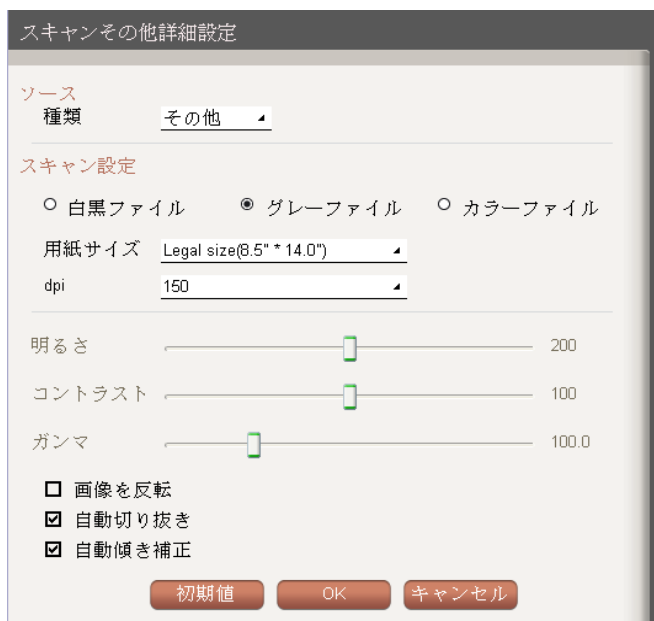 スキャンその他詳細設定
ソース
種類 その他
スキャン設定
白黒ファイル グレーファイル カラーファイル
用紙サイズ Legal size(8.5" * 14.0")
dpi 150
明るさ 200
コントラスト 100
ガンマ 100.0
画像を反転
自動切り抜き
自動傾き補正
初期値 OK キャンセル